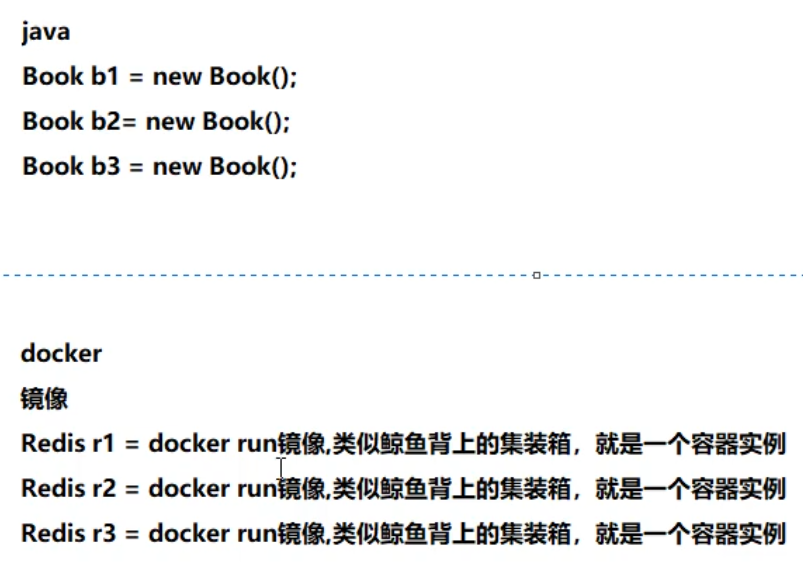 java
Book b1 = new Book();
Book b2= new Book();
Book b3 = new Book();
docker
镜像
Redis r1 = docker run镜像,类似鲸鱼背上的集装箱，就是一个容器实例
Redis r2 = docker run镜像,类似鲸鱼背上的集装箱，就是一个容器实例
Redis r3 = docker run镜像,类似鲸鱼背上的集装箱，就是一个容器实例